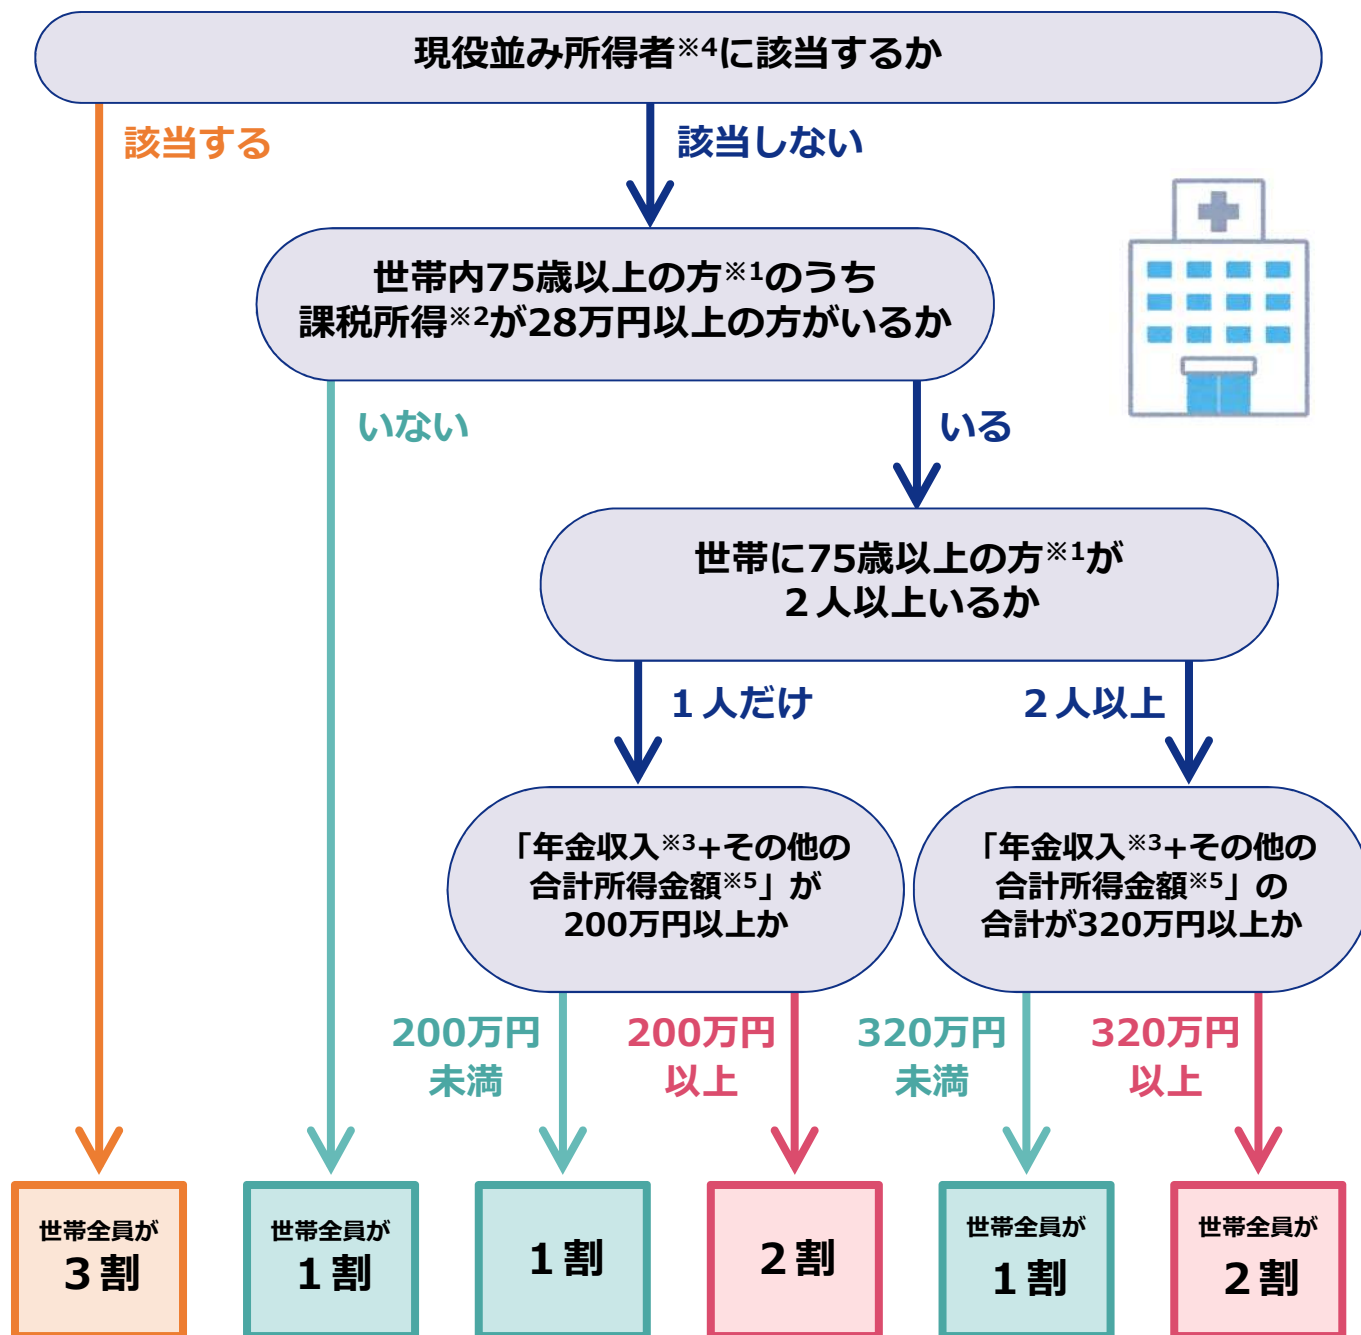 現役並み所得者※4に該当するか
該当する
該当しない
世帯内75歳以上の方※1のうち
課税所得※2が28万円以上の方がいるか
いない
いる
世帯に75歳以上の方※1が
２人以上いるか
１人だけ
２人以上
「年金収入※3+その他の
合計所得金額※5」が
200万円以上か
「年金収入※3+その他の
合計所得金額※5」の
合計が320万円以上か
200万円
未満
200万円
以上
320万円
未満
320万円
以上
世帯全員が
３割
世帯全員が
１割
１割
２割
世帯全員が
１割
世帯全員が
２割